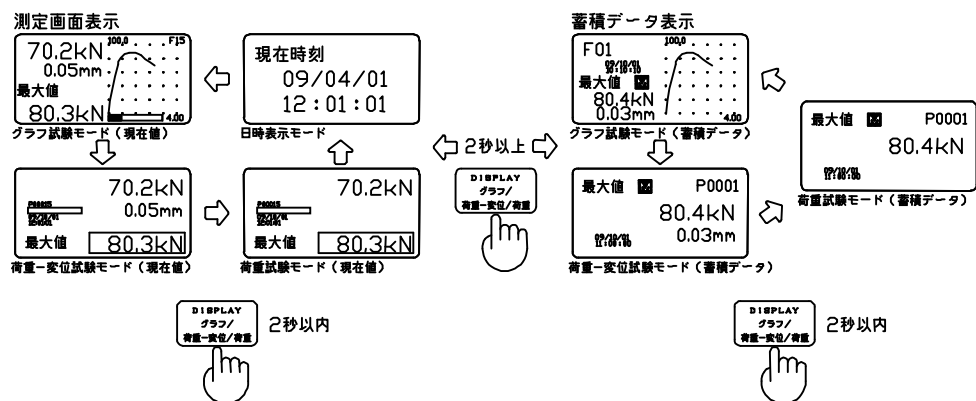 測定画面表示
70.2kN
0.05mm
最大値
80.3kN
100.0
F15
4.00
グラフ試験モード（現在値）
現在時刻
09/04/01
12:01:01
日時表示モード
70.2kN
0.05mm
最大値
80.3kN
荷重−変位試験モード（現在値）
70.2kN
最大値
80.3kN
荷重試験モード（現在値）
DISPLAY
グラフ/
荷重−変位/荷重
2秒以内
2秒以上
DISPLAY
グラフ/
荷重−変位/荷重
蓄積データ表示
F01
最大値
80.4kN
0.03mm
100.0
4.00
グラフ試験モード（蓄積データ）
最大値
P0001
80.4kN
0.03mm
荷重−変位試験モード（蓄積データ）
最大値
P0001
80.4kN
荷重試験モード（蓄積データ）
DISPLAY
グラフ/
荷重−変位/荷重
2秒以内